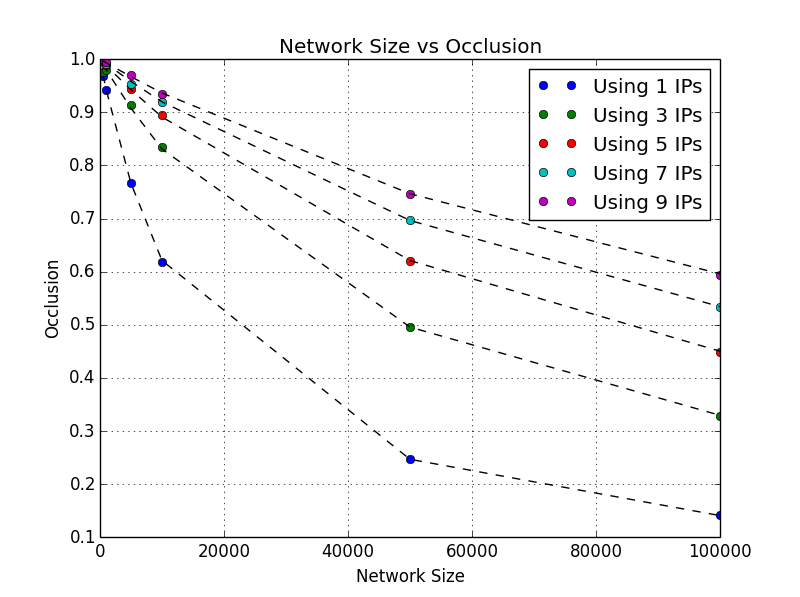 Network Size vs Occlusion
1.0
0.9
0.8
0.7
0.6
0.5
0.4
0.3
0.2
0.1
Occlusion
Using 1 IPs
Using 3 IPs
Using 5 IPs
Using 7 IPs
Using 9 IPs
0
20000
40000
60000
80000
100000
Network Size